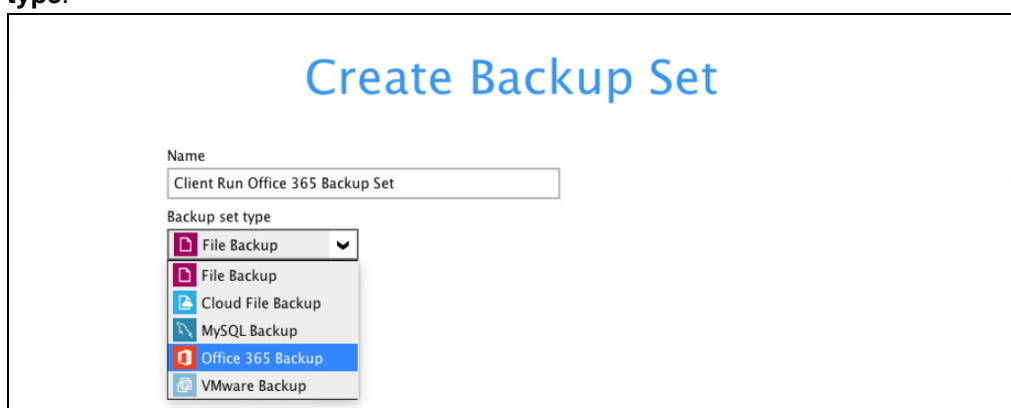 type.
Create Backup Set
Name
Client Run Office 365 Backup Set
Backup set type
File Backup
File Backup
Cloud File Backup
MySQL Backup
Office 365 Backup
VMware Backup